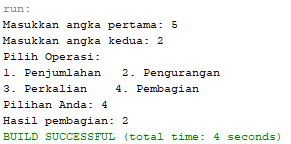 run:
Masukkan angka pertama: 5
Masukkan angka kedua: 2
Pilih Operasi:
1. Penjumlahan   2. Pengurangan
3. Perkalian    4. Pembagian
Pilihan Anda: 4
Hasil pembagian: 2
BUILD SUCCESSFUL (total time: 4 seconds)